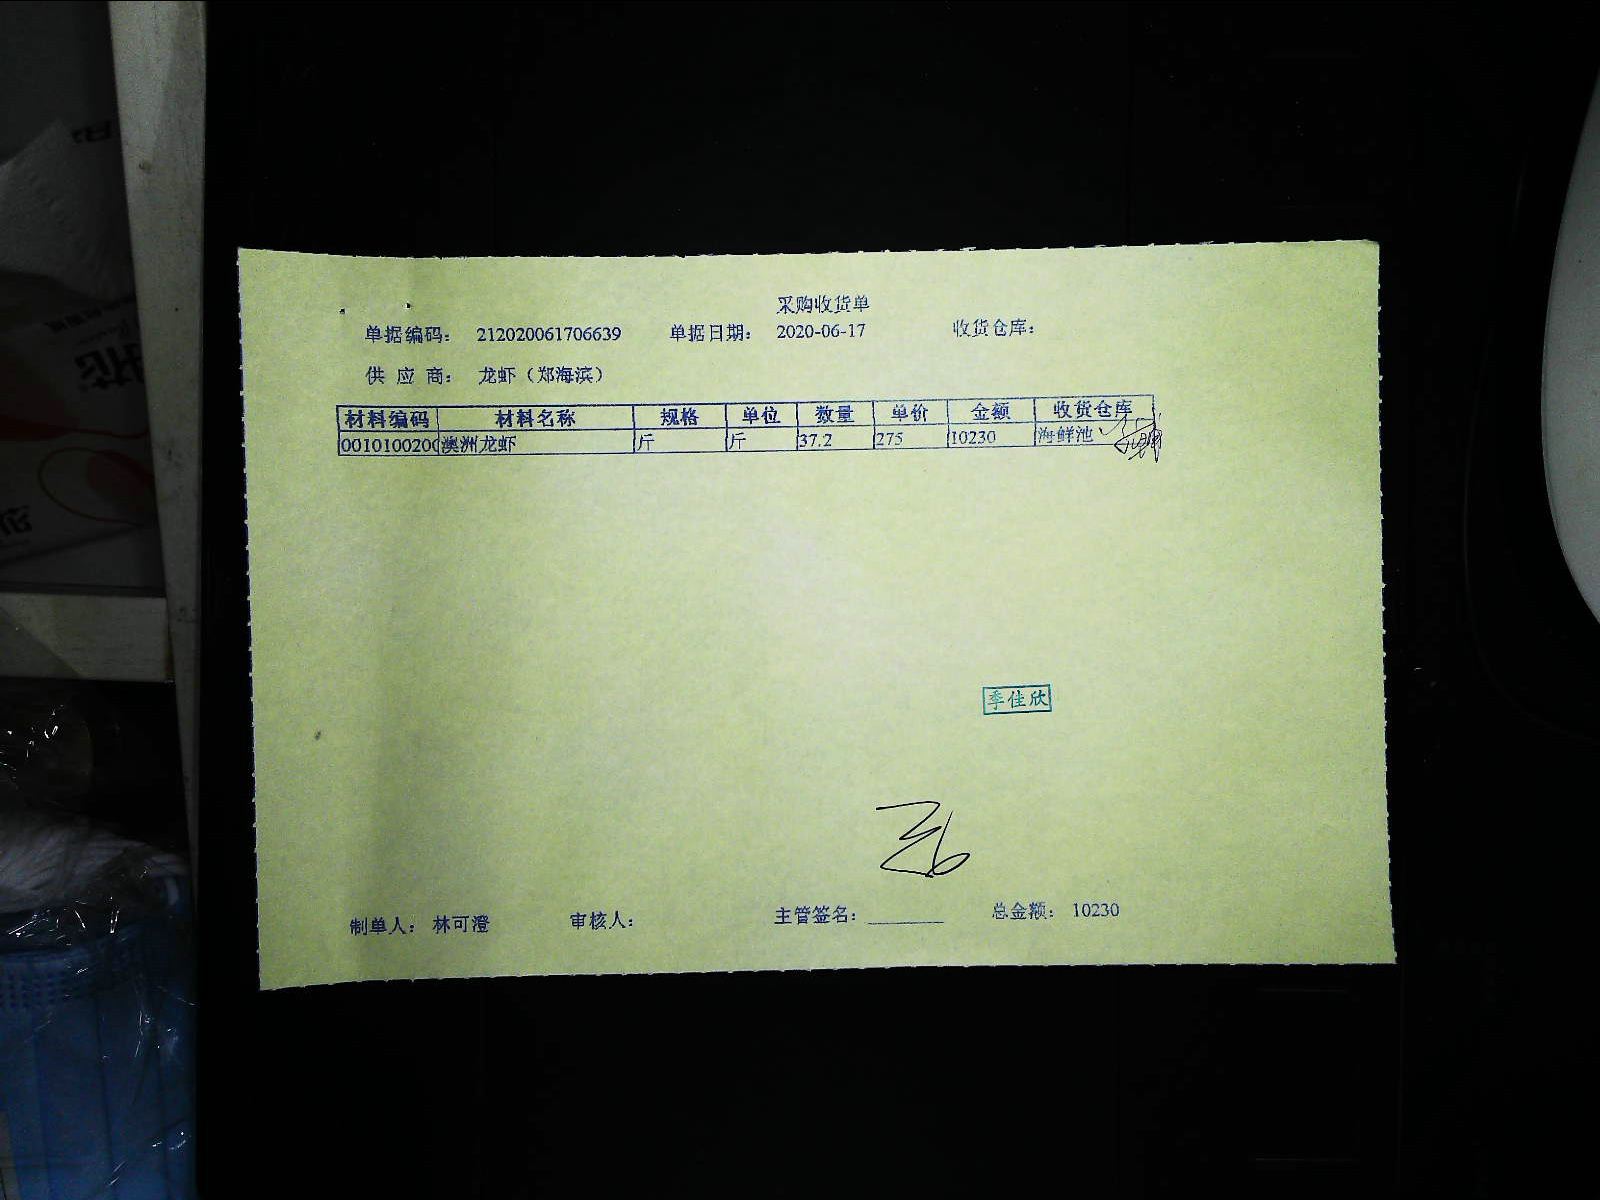 采购收货单
单据编码： 212020061706639 单据日期： 2020-06-17 收货仓库：
供 应 商： 龙虾（郑海滨）
材料编码 材料名称 规格 单位 数量 单价 金额 收货仓库
0010100200 澳洲龙虾 斤 斤 37.2 275 10230 海鲜池
季佳欣
制单人： 林可澄 审核人： 主管签名： 总金额： 10230